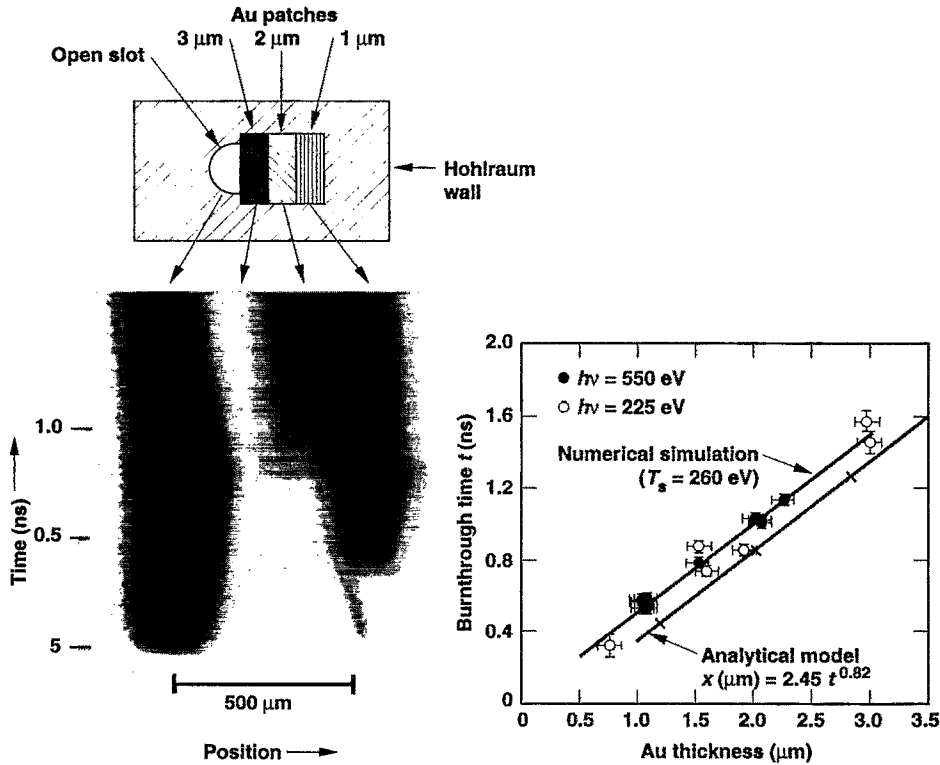 Au patches
3 μm 2 μm 1 μm
Open slot
Hohlraum
wall
Time (ns)
1.0
0.5
5
500 μm
Position
2.0
1.6
1.2
0.8
0.4
0
Burnthrough time t (ns)
hν = 550 eV
hν = 225 eV
Numerical simulation
(Ts = 260 eV)
Analytical model
x (μm) = 2.45 t^0.82
0 0.5 1.0 1.5 2.0 2.5 3.0 3.5
Au thickness (μm)